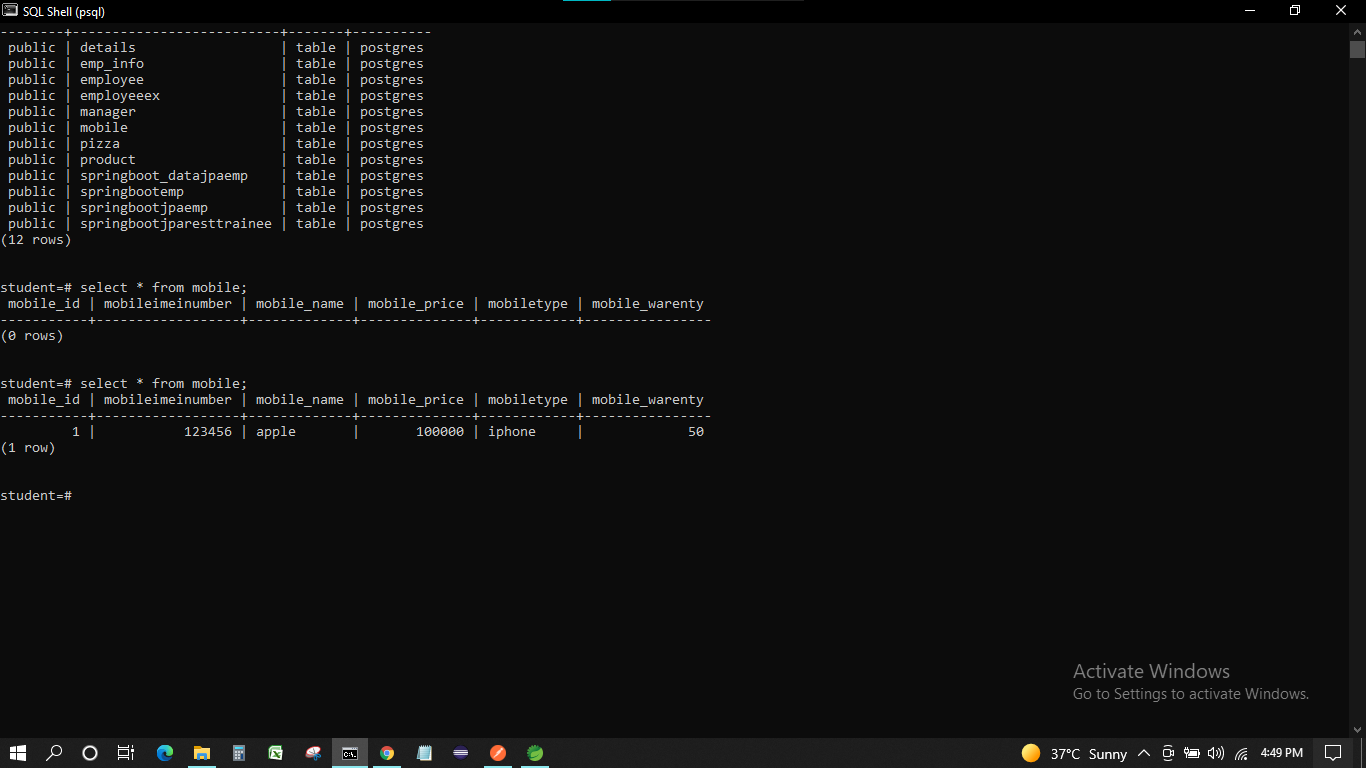 SQL Shell (psql)
--------+--------------------------+-------+----------
 public | details                  | table | postgres
 public | emp_info                 | table | postgres
 public | employee                 | table | postgres
 public | employeeex               | table | postgres
 public | manager                  | table | postgres
 public | mobile                   | table | postgres
 public | pizza                    | table | postgres
 public | product                  | table | postgres
 public | springboot_datajpaemp    | table | postgres
 public | springbootemp            | table | postgres
 public | springbootjpaemp         | table | postgres
 public | springbootjparesttrainee | table | postgres
(12 rows)
student=# select * from mobile;
 mobile_id | mobileimeinumber | mobile_name | mobile_price | mobiletype | mobile_warenty
-----------+------------------+-------------+--------------+------------+----------------
(0 rows)
student=# select * from mobile;
 mobile_id | mobileimeinumber | mobile_name | mobile_price | mobiletype | mobile_warenty
-----------+------------------+-------------+--------------+------------+----------------
         1 |           123456 | apple       |       100000 | iphone     |             50
(1 row)
student=#
Activate Windows
Go to Settings to activate Windows.
37°C Sunny
4:49 PM